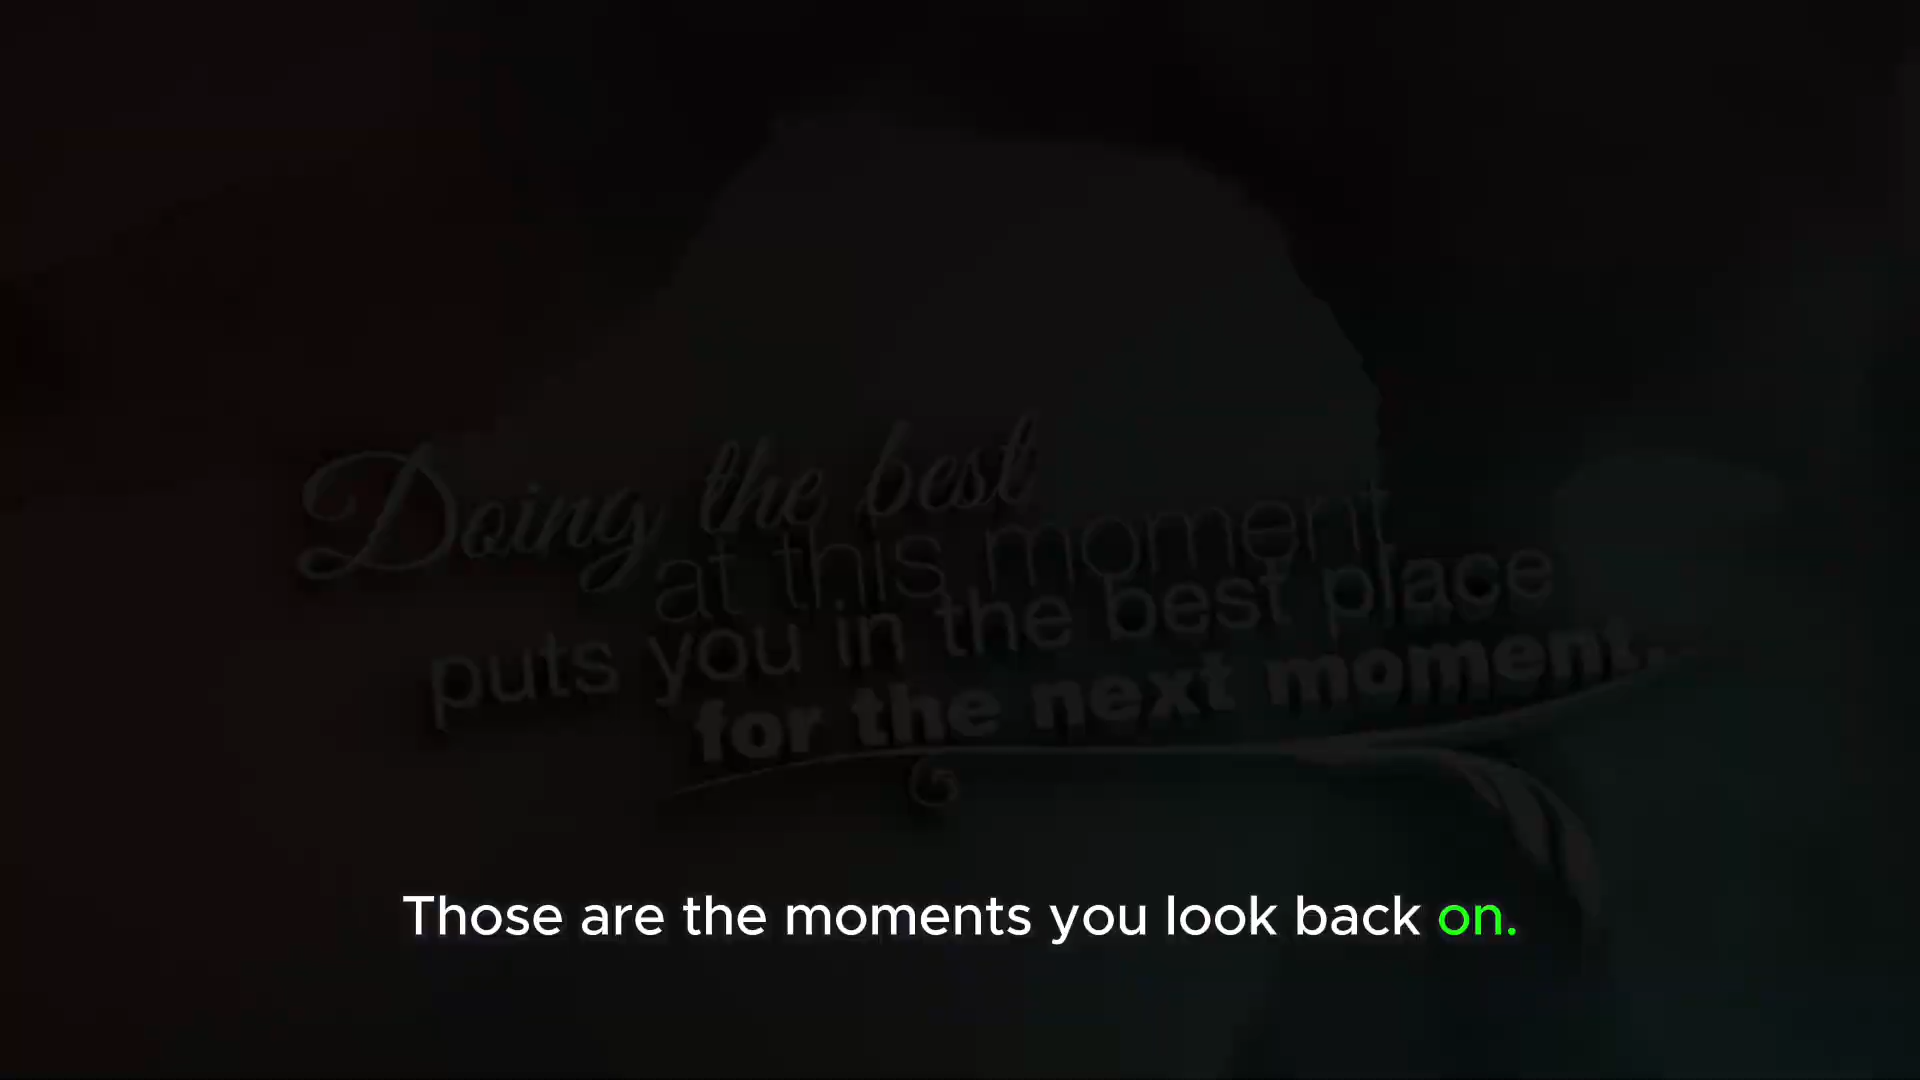 Doing the best
at this moment
puts you in the best place
for the next moment..
Those are the moments you look back on.